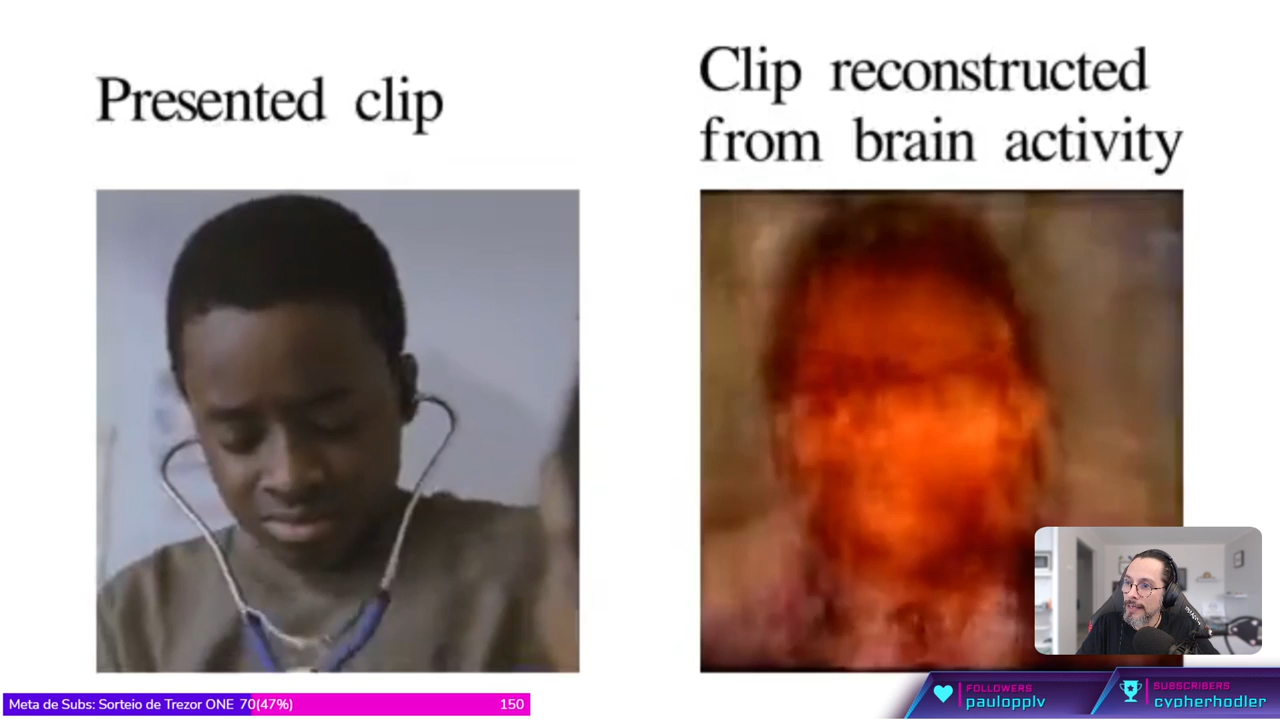 Presented clip
Clip reconstructed
from brain activity
Meta de Subs: Sorteio de Trezor ONE 70(47%)
150
FOLLOWERS
paulopplv
SUBSCRIBERS
cypherhodler